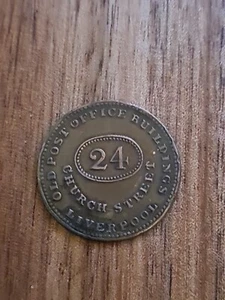 OLD POST OFFICE BUILDINGS
24
CHURCH STREET
LIVERPOOL